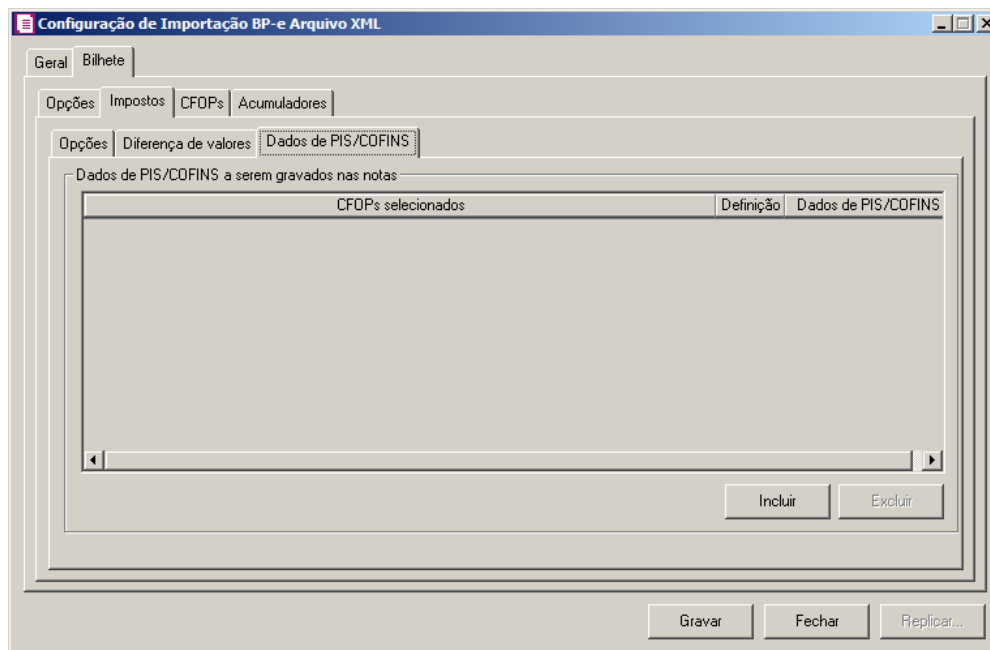 Configuração de Importação BP-e Arquivo XML
Geral Bilhete
Opções Impostos CFOPs Acumuladores
Opções Diferença de valores Dados de PIS/COFINS
Dados de PIS/COFINS a serem gravados nas notas
CFOPs selecionados Definição Dados de PIS/COFINS
Incluir Excluir
Gravar Fechar Replicar...